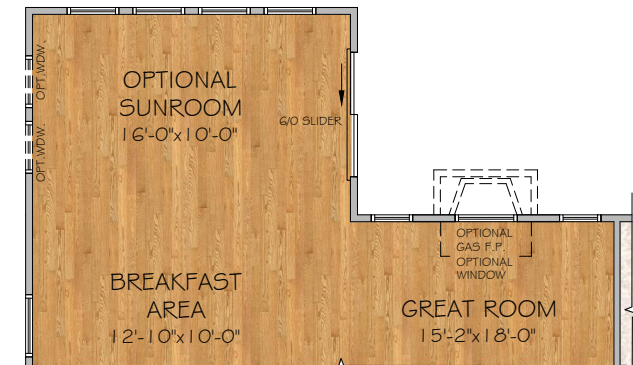 OPT. WDW.
OPT. WDW.
OPTIONAL
SUNROOM
16'-0"x10'-0"
6/0 SLIDER
OPTIONAL
GAS F.P.
OPTIONAL
WINDOW
BREAKFAST
AREA
12'-10"x10'-0"
GREAT ROOM
15'-2"x18'-0"